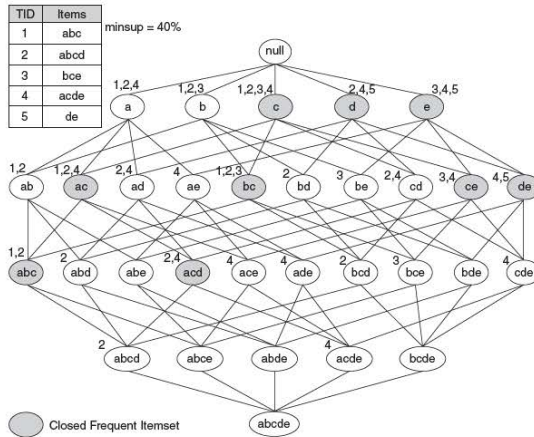 TID Items
1 abc
2 abcd
3 bce
4 acde
5 de
minsup = 40%
null
1,2,4 1,2,3 1,2,3,4 2,4,5 3,4,5
a b c d e
1,2 1,2,4 2,4 4 1,2,3 2 3 2,4 3,4 4,5
ab ac ad ae bc bd be cd ce de
1,2 2 2,4 4 4 2 3 4
abc abd abe acd ace ade bcd bce bde cde
2 4
abcd abce abde acde bcde
abcde
Closed Frequent Itemset